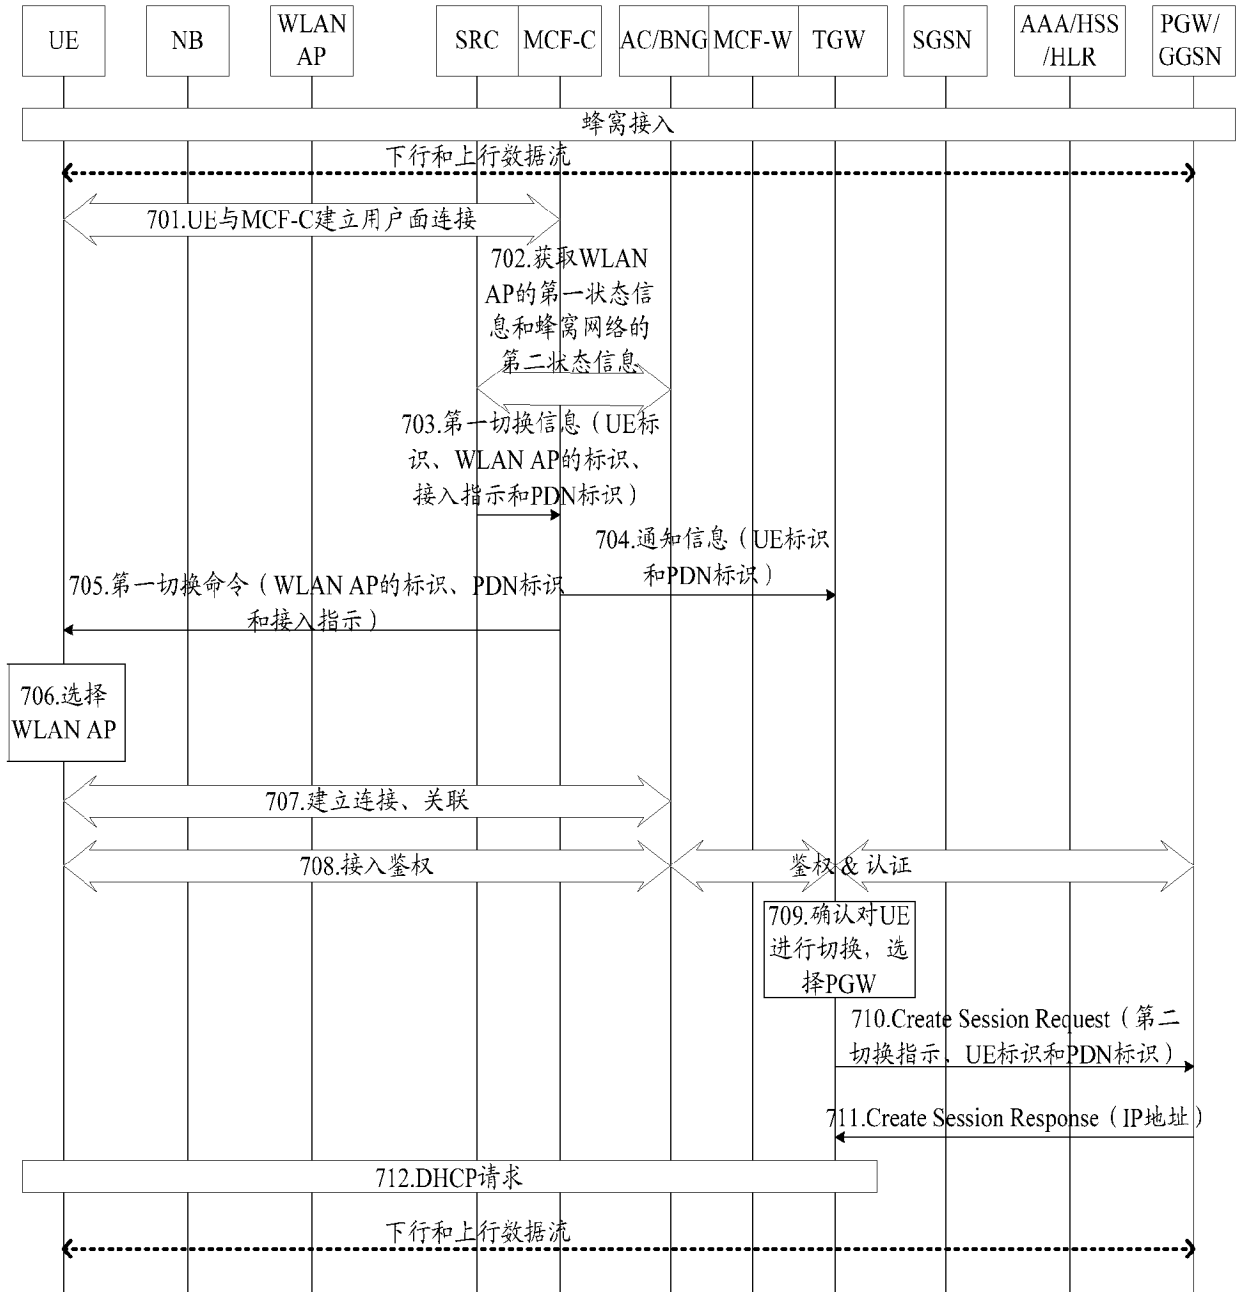 UE
NB
WLAN
AP
SRC
MCF-C
AC/BNG
MCF-W
TGW
SGSN
AAA/HSS
/HLR
PGW/
GGSN
蜂窝接入
下行和上行数据流
701.UE与MCF-C建立用户面连接
702.获取WLAN
AP的第一状态信
息和蜂窝网络的
第二状态信息
703.第一切换信息（UE标
识、WLAN AP的标识、
接入指示和PDN标识）
704.通知信息（UE标识
和PDN标识）
705.第一切换命令（WLAN AP的标识、PDN标识
和接入指示）
706.选择
WLAN AP
707.建立连接、关联
708.接入鉴权
鉴权 & 认证
709.确认对UE
进行切换，选
择PGW
710.Create Session Request（第二
切换指示、UE标识和PDN标识）
711.Create Session Response（IP地址）
712.DHCP请求
下行和上行数据流